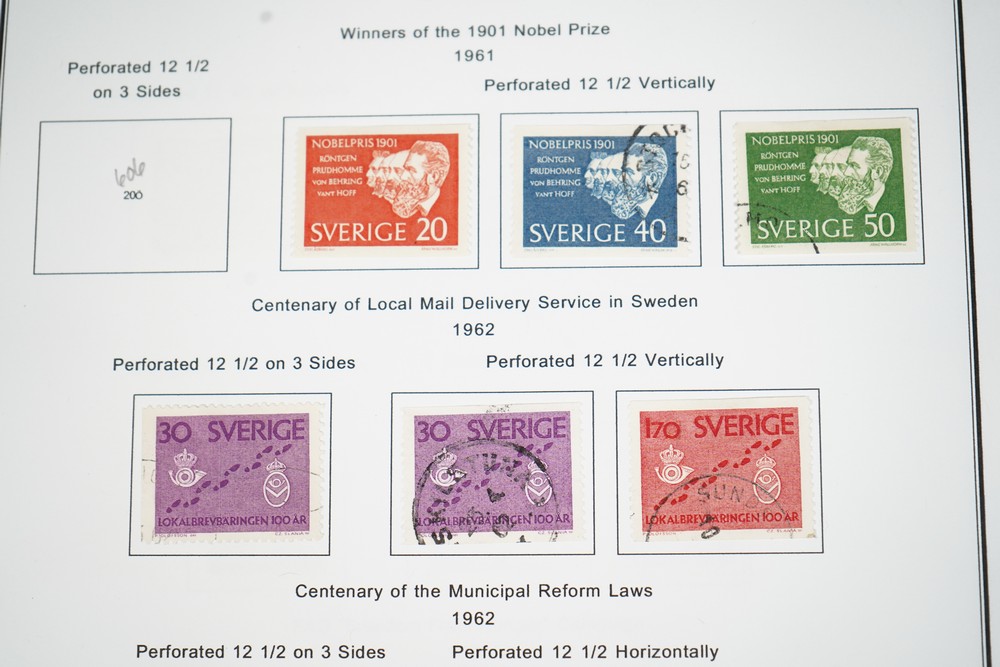 Winners of the 1901 Nobel Prize
1961
Perforated 12 1/2
on 3 Sides
Perforated 12 1/2 Vertically
606
200
NOBELPRIS 1901
RÖNTGEN
PRUDHOMME
VON BEHRING
VAN'T HOFF
SVERIGE 20
NOBELPRIS 1901
RÖNTGEN
PRUDHOMME
VON BEHRING
VAN'T HOFF
SVERIGE 40
NOBELPRIS 1901
RÖNTGEN
PRUDHOMME
VON BEHRING
VAN'T HOFF
SVERIGE 50
Centenary of Local Mail Delivery Service in Sweden
1962
Perforated 12 1/2 on 3 Sides
Perforated 12 1/2 Vertically
30 SVERIGE
LOKALBREVBÄRINGEN 100 ÅR
30 SVERIGE
LOKALBREVBÄRINGEN 100 ÅR
170 SVERIGE
SUND
LOKALBREVBÄRINGEN 100 ÅR
Centenary of the Municipal Reform Laws
1962
Perforated 12 1/2 on 3 Sides
Perforated 12 1/2 Horizontally